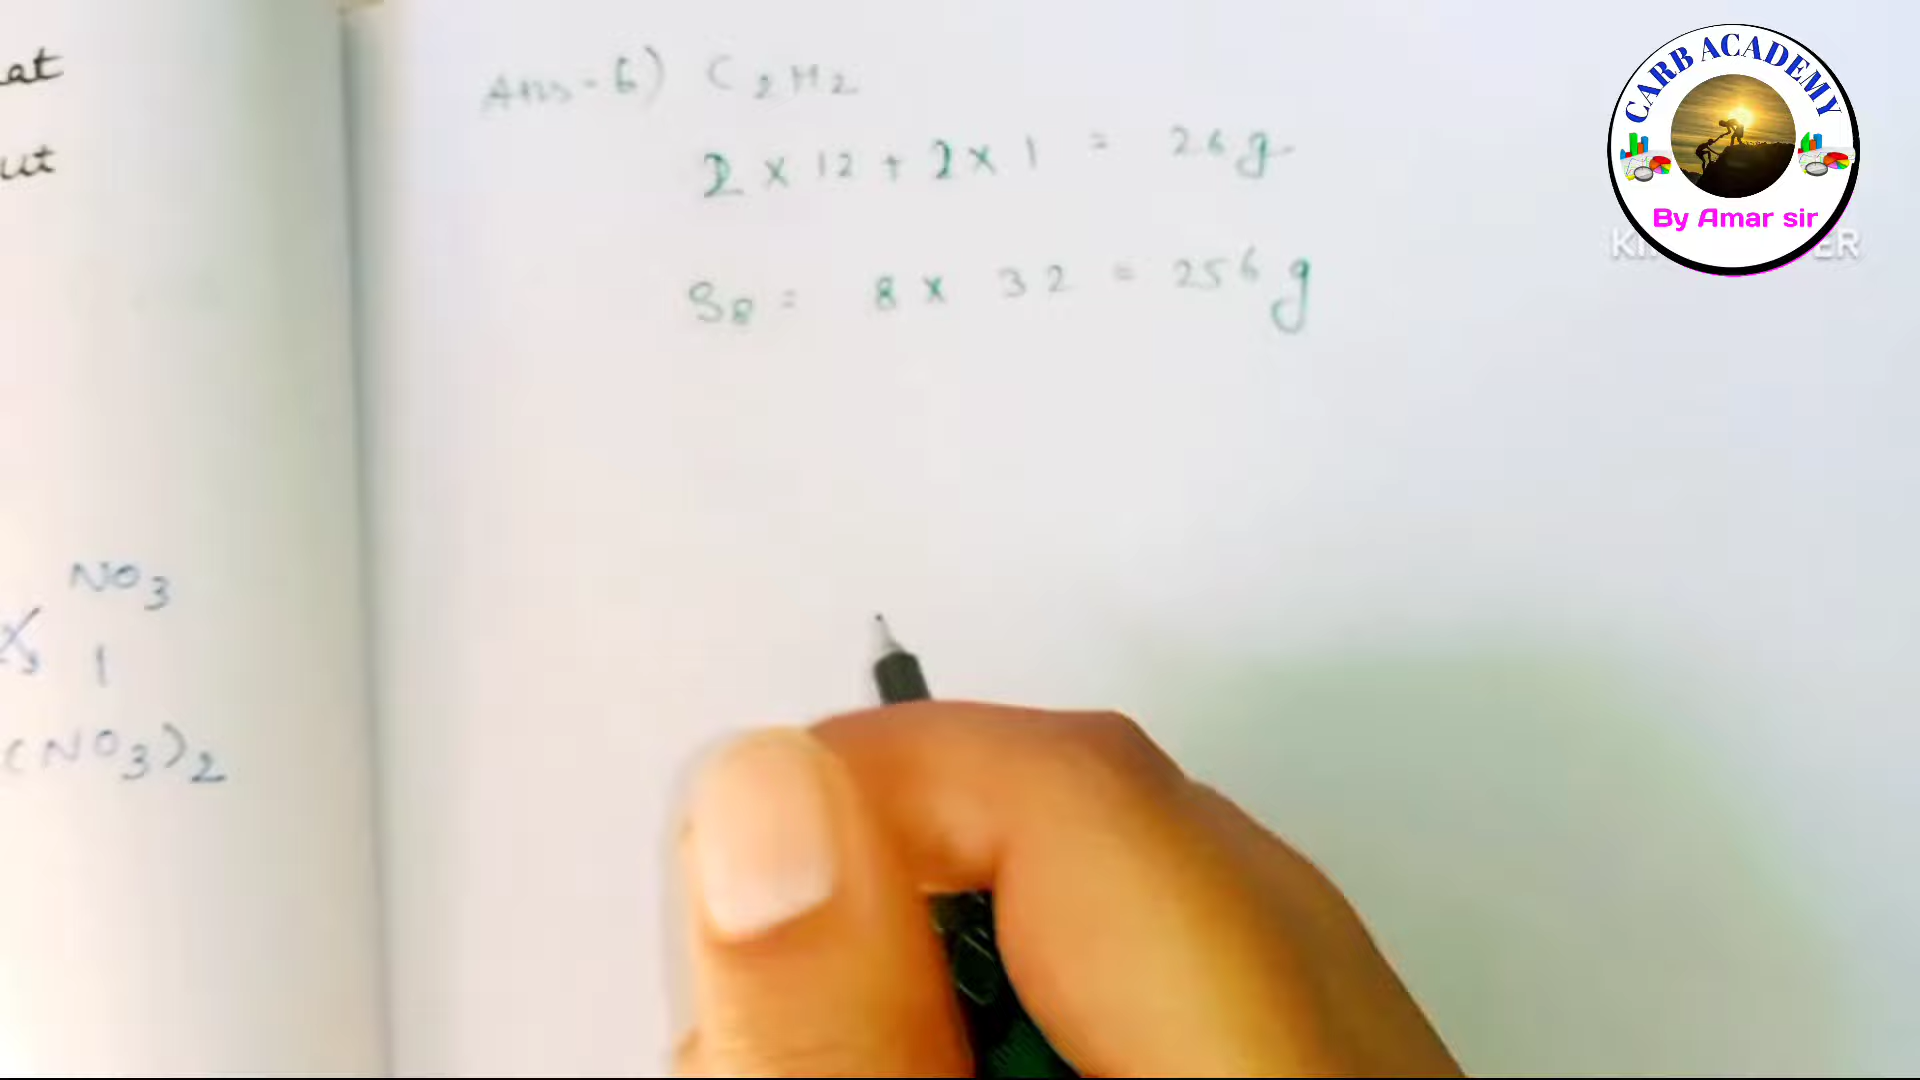 at
ut
NO3
1
(NO3)2
Ans-6) C2H2
2 x 12 + 2 x 1 = 26 g
S8 = 8 x 32 = 256 g
CARB ACADEMY
By Amar sir
ER